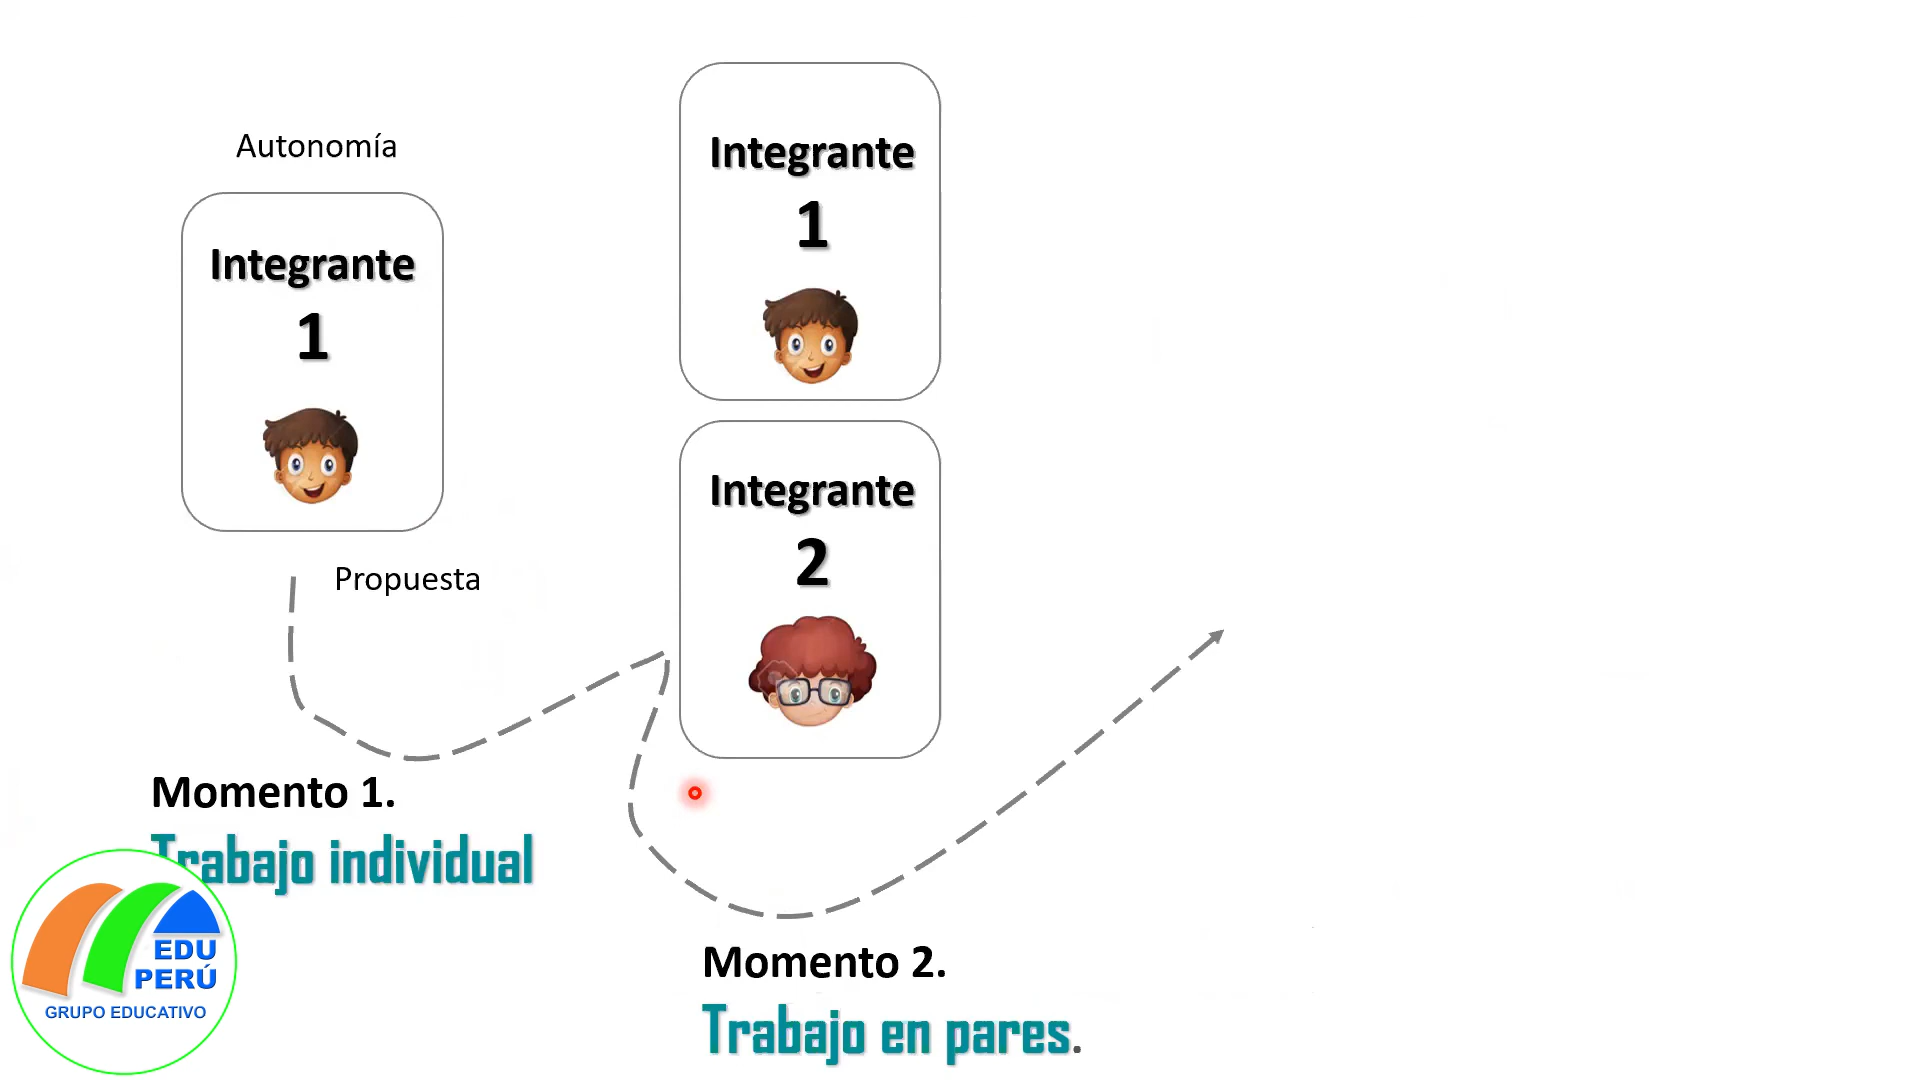 Autonomía
Integrante
1
Propuesta
Momento 1.
Trabajo individual
Integrante
1
Integrante
2
Momento 2.
Trabajo en pares.
EDU
PERÚ
GRUPO EDUCATIVO